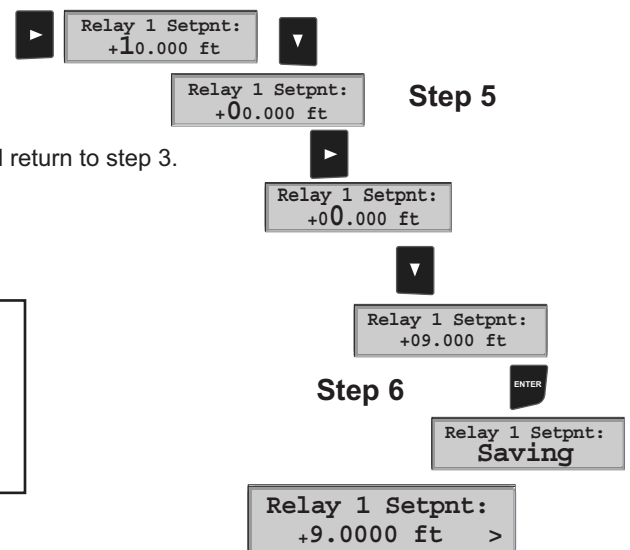 Relay 1 Setpnt:
+10.000 ft
Relay 1 Setpnt:
+00.000 ft
Step 5
return to step 3.
Relay 1 Setpnt:
+00.000 ft
Relay 1 Setpnt:
+09.000 ft
Step 6
ENTER
Relay 1 Setpnt:
Saving
Relay 1 Setpnt:
+9.0000 ft >